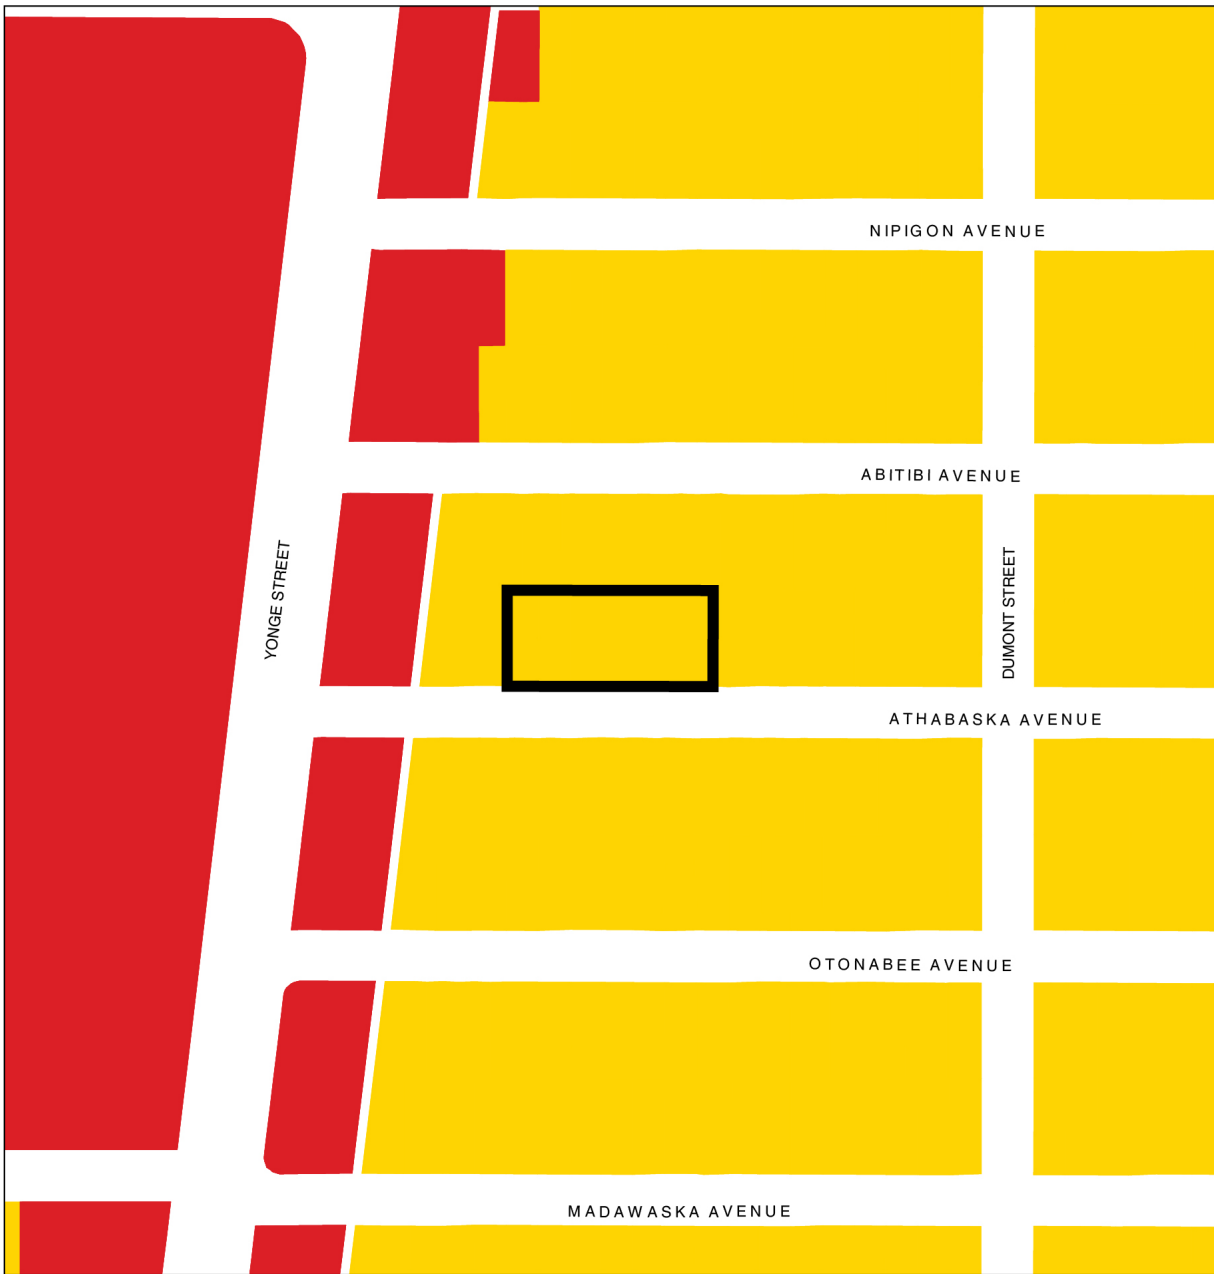 NIPIGON AVENUE
ABITIBI AVENUE
YONGE STREET
DUMONT STREET
ATHABASKA AVENUE
OTONABEE AVENUE
MADAWASKA AVENUE